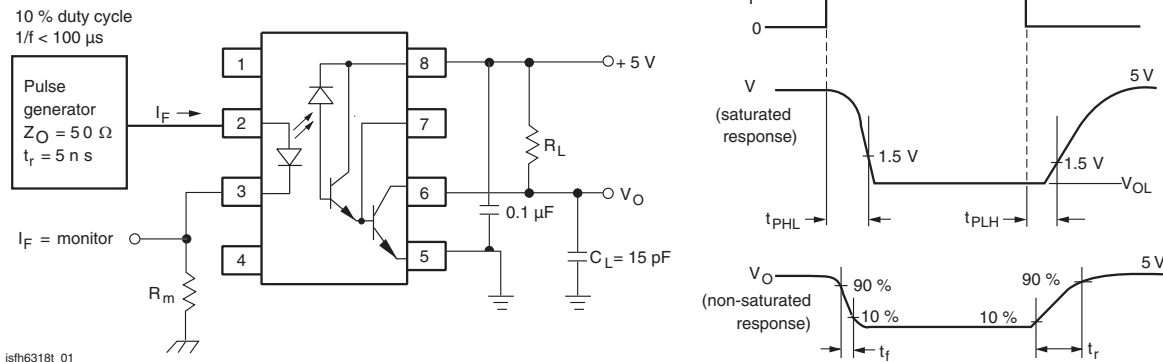 10 % duty cycle
1/f < 100 µs
Pulse
generator
Z_O = 50 Ω
t_r = 5 n s
I_F
1
2
3
4
8
7
6
5
+ 5 V
R_L
V_O
0.1 µF
C_L = 15 pF
I_F = monitor
R_m
isfh6318t_01
0
V
(saturated
response)
5 V
1.5 V
1.5 V
V_OL
t_PHL
t_PLH
V_O
(non-saturated
response)
90 %
10 %
10 %
90 %
5 V
t_f
t_r